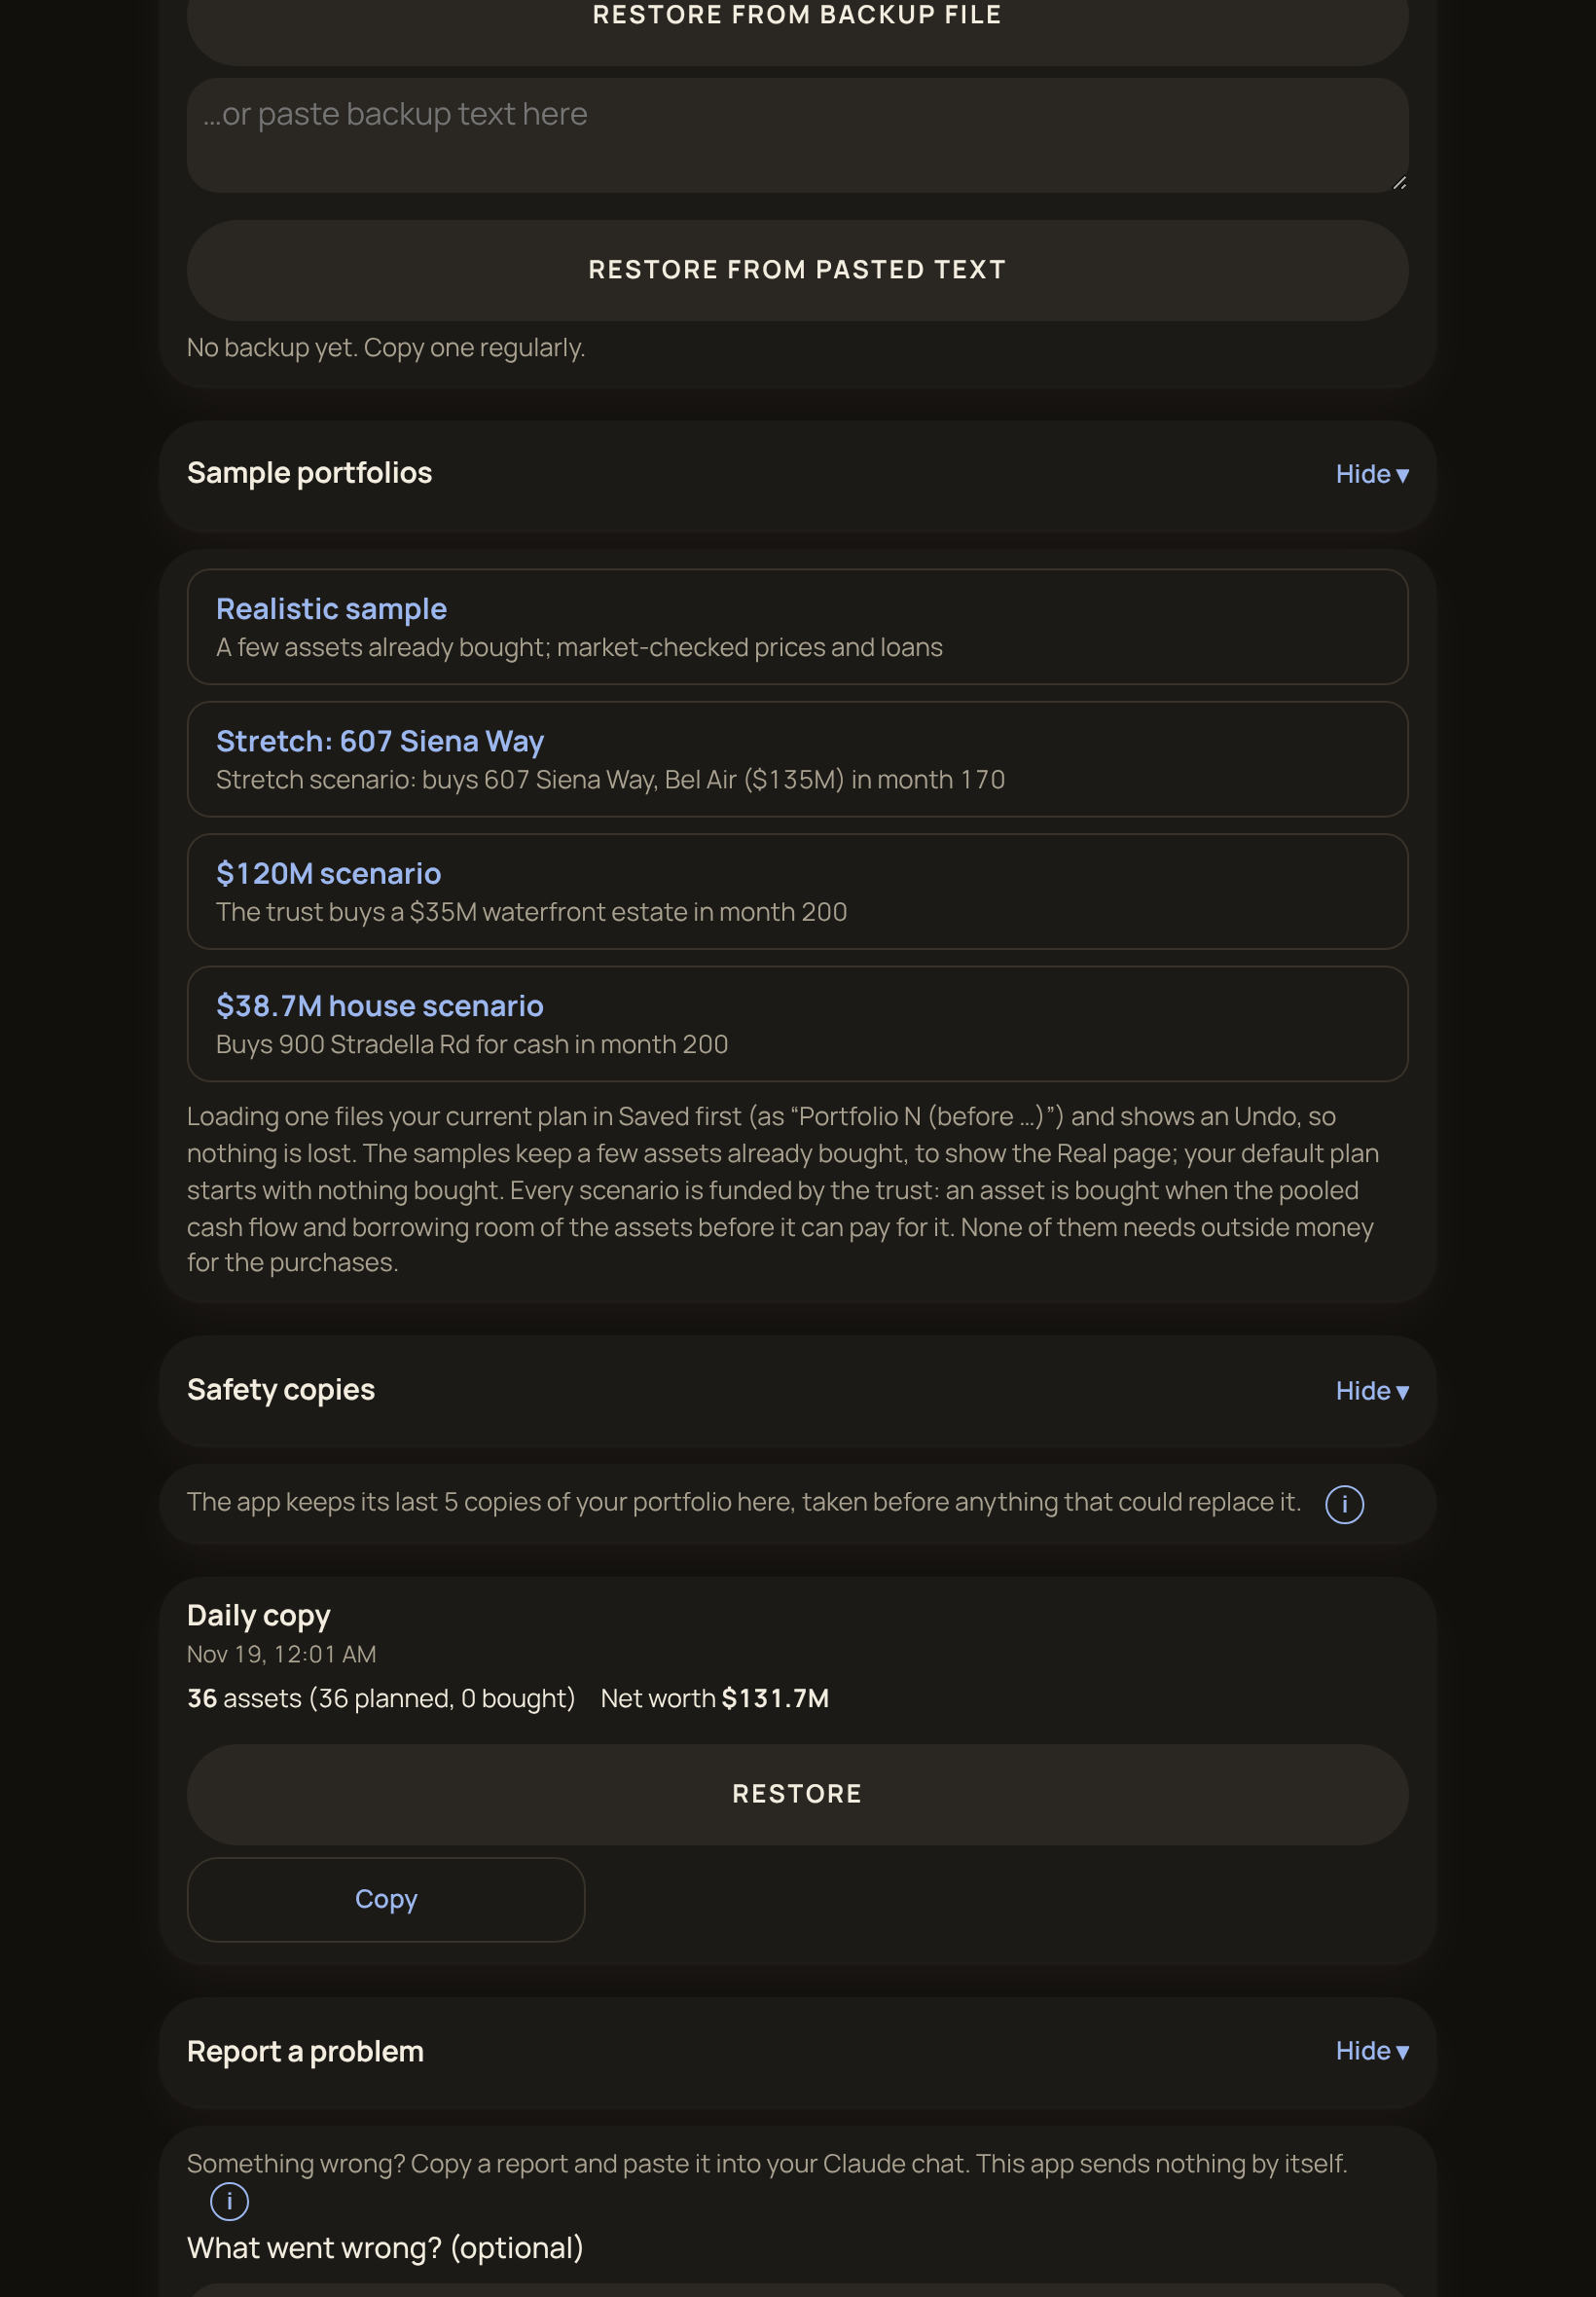 RESTORE FROM BACKUP FILE
…or paste backup text here
RESTORE FROM PASTED TEXT
No backup yet. Copy one regularly.
Sample portfolios
Hide ▾
Realistic sample
A few assets already bought; market-checked prices and loans
Stretch: 607 Siena Way
Stretch scenario: buys 607 Siena Way, Bel Air ($135M) in month 170
$120M scenario
The trust buys a $35M waterfront estate in month 200
$38.7M house scenario
Buys 900 Stradella Rd for cash in month 200
Loading one files your current plan in Saved first (as “Portfolio N (before …)”) and shows an Undo, so
nothing is lost. The samples keep a few assets already bought, to show the Real page; your default plan
starts with nothing bought. Every scenario is funded by the trust: an asset is bought when the pooled
cash flow and borrowing room of the assets before it can pay for it. None of them needs outside money
for the purchases.
Safety copies
Hide ▾
The app keeps its last 5 copies of your portfolio here, taken before anything that could replace it. i
Daily copy
Nov 19, 12:01 AM
36 assets (36 planned, 0 bought) Net worth $131.7M
RESTORE
Copy
Report a problem
Hide ▾
Something wrong? Copy a report and paste it into your Claude chat. This app sends nothing by itself.
i
What went wrong? (optional)